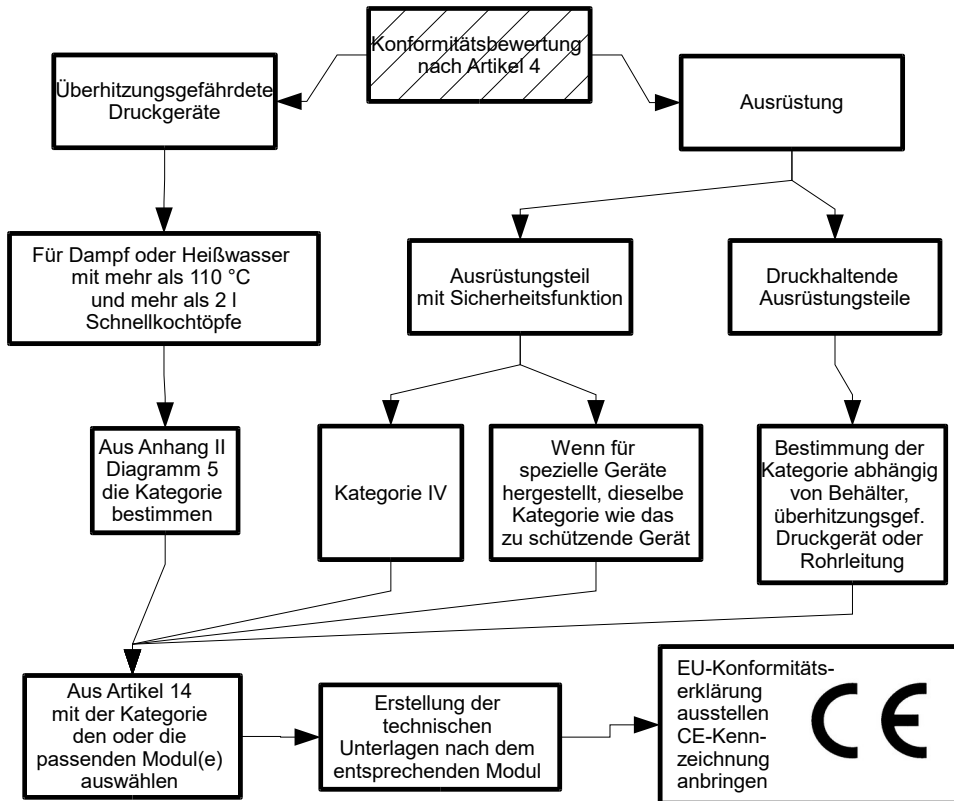 Konformitätsbewertung
nach Artikel 4
Überhitzungsgefährdete
Druckgeräte
Ausrüstung
Für Dampf oder Heißwasser
mit mehr als 110 °C
und mehr als 2 l
Schnellkochtöpfe
Ausrüstungsteil
mit Sicherheitsfunktion
Druckhaltende
Ausrüstungsteile
Aus Anhang II
Diagramm 5
die Kategorie
bestimmen
Kategorie IV
Wenn für
spezielle Geräte
hergestellt, dieselbe
Kategorie wie das
zu schützende Gerät
Bestimmung der
Kategorie abhängig
von Behälter,
überhitzungsgef.
Druckgerät oder
Rohrleitung
Aus Artikel 14
mit der Kategorie
den oder die
passenden Modul(e)
auswählen
Erstellung der
technischen
Unterlagen nach dem
entsprechenden Modul
EU-Konformitäts-
erklärung
ausstellen
CE-Kenn-
zeichnung
anbringen
CE